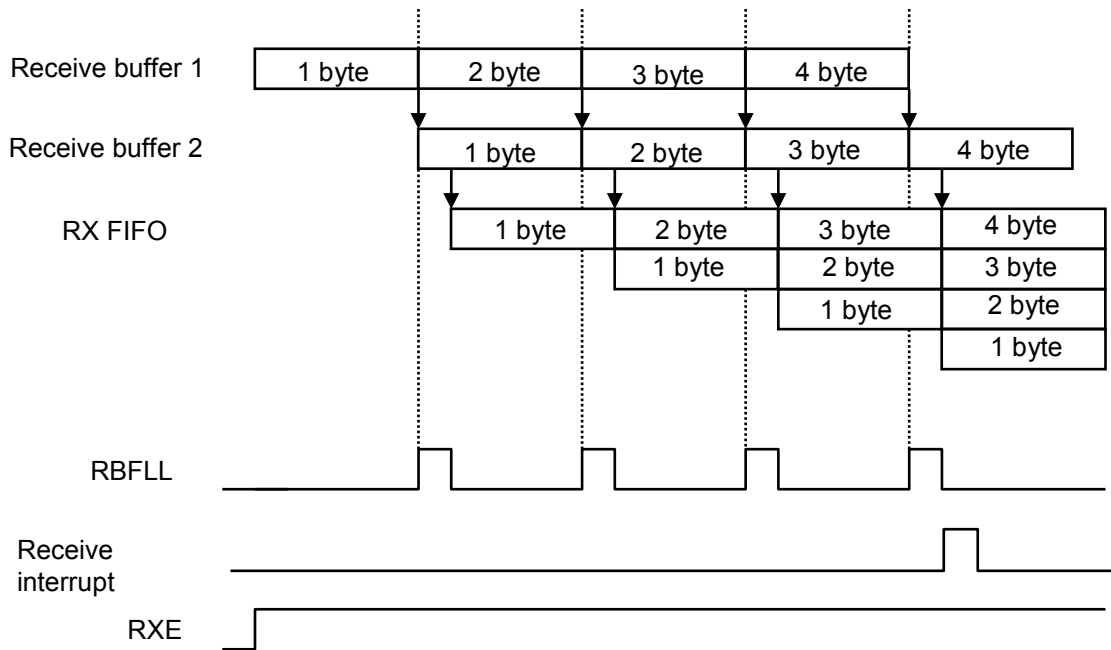 Receive buffer 1
1 byte 2 byte 3 byte 4 byte
Receive buffer 2
1 byte 2 byte 3 byte 4 byte
RX FIFO
1 byte 2 byte 3 byte 4 byte
1 byte 2 byte 3 byte
1 byte 2 byte
1 byte
RBFLL
Receive
interrupt
RXE